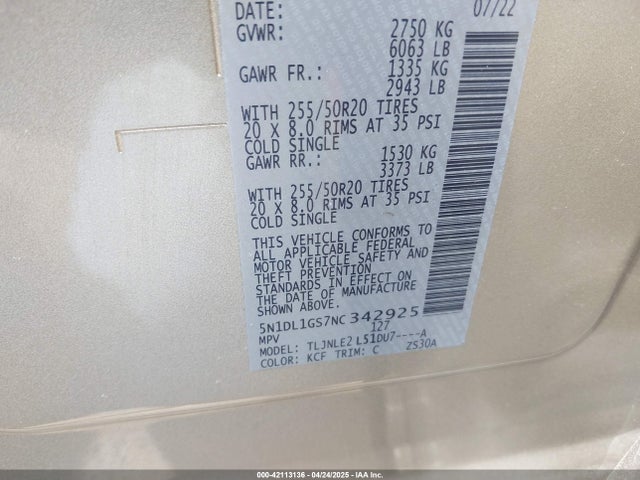 DATE: 07/22
GVWR: 2750 KG
6063 LB
GAWR FR.: 1335 KG
2943 LB
WITH 255/50R20 TIRES
20 X 8.0 RIMS AT 35 PSI
COLD SINGLE
GAWR RR.: 1530 KG
3373 LB
WITH 255/50R20 TIRES
20 X 8.0 RIMS AT 35 PSI
COLD SINGLE
THIS VEHICLE CONFORMS TO
ALL APPLICABLE FEDERAL
MOTOR VEHICLE SAFETY AND
THEFT PREVENTION
STANDARDS IN EFFECT ON
THE DATE OF MANUFACTURE
SHOWN ABOVE.
5N1DL1GS7NC342925
MPV 127
MODEL: TLJNLE2 L51DU7----A
COLOR: KCF TRIM: C ZS30A
000-42113136 - 04/24/2025 - IAA Inc.